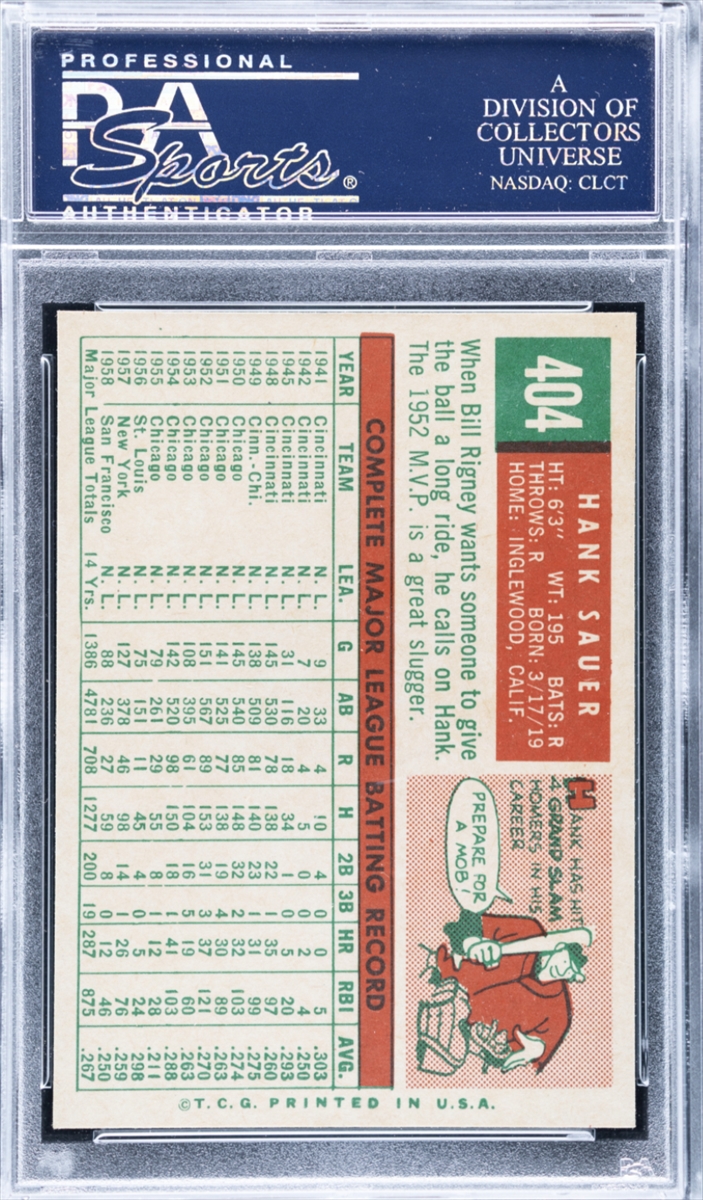 PROFESSIONAL
PSA
Sports®
AUTHENTICATOR
A
DIVISION OF
COLLECTORS
UNIVERSE
NASDAQ: CLCT
404
HANK SAUER
HT: 6'3" WT: 195 BATS: R
THROWS: R BORN: 3/17/19
HOME: INGLEWOOD, CALIF.
When Bill Rigney wants someone to give
the ball a long ride, he calls on Hank.
The 1952 M.V.P. is a great slugger.
HANK HAS HIT
4 GRAND SLAM
HOMERS IN HIS
CAREER
PREPARE FOR
A MOB!
COMPLETE MAJOR LEAGUE BATTING RECORD
YEAR TEAM LEA. G AB R H 2B 3B HR RBI AVG.
1941 Cincinnati N. L. 9 33 4 10 4 0 0 5 .303
1942 Cincinnati N. L. 7 20 4 5 0 0 2 4 .250
1945 Cincinnati N. L. 31 116 18 34 1 0 5 20 .293
1948 Cincinnati N. L. 145 530 78 138 22 1 35 97 .260
1949 Cinn.-Chi. N. L. 138 509 81 140 23 1 31 99 .275
1950 Chicago N. L. 145 540 85 148 32 2 32 103 .274
1951 Chicago N. L. 141 525 77 138 19 4 30 89 .263
1952 Chicago N. L. 151 567 89 153 31 3 37 121 .270
1953 Chicago N. L. 108 395 61 104 16 5 19 60 .263
1954 Chicago N. L. 142 520 98 150 18 1 41 103 .288
1955 Chicago N. L. 79 261 29 55 8 1 12 28 .211
1956 St. Louis N. L. 75 151 11 45 4 0 5 24 .298
1957 New York N. L. 127 378 46 98 14 1 26 76 .259
1958 San Francisco N. L. 88 236 27 59 8 0 12 46 .250
Major League Totals 14 Yrs. 1386 4781 708 1277 200 19 287 875 .267
© T. C. G. PRINTED IN U.S.A.